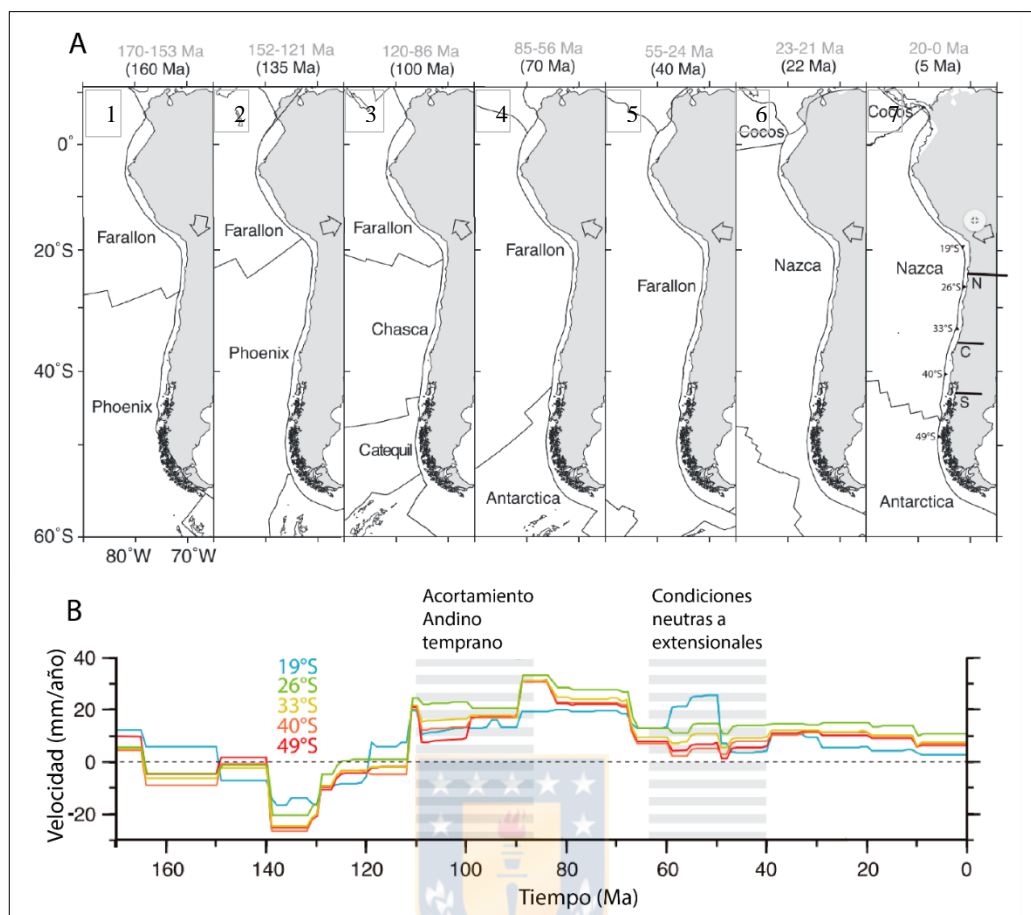 A
170-153 Ma 152-121 Ma 120-86 Ma 85-56 Ma 55-24 Ma 23-21 Ma 20-0 Ma
(160 Ma) (135 Ma) (100 Ma) (70 Ma) (40 Ma) (22 Ma) (5 Ma)
1 2 3 4 5 6 7
Cocos Cocos
0°
Farallon Farallon Farallon Farallon Farallon Nazca Nazca
20°S
19°S
N
26°S
Chasca
33°S
Phoenix
C
40°S
40°S
Phoenix
S
Catequil
49°S
Antarctica Antarctica
60°S
80°W 70°W
B
Acortamiento
Andino
temprano
Condiciones
neutras a
extensionales
Velocidad (mm/año)
40
20
0
-20
19°S
26°S
33°S
40°S
49°S
160 140 120 100 80 60 40 20 0
Tiempo (Ma)